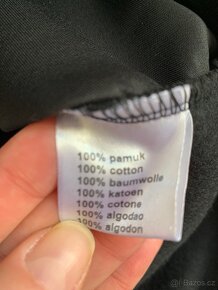 100% pamuk
100% cotton
100% baumwolle
100% katoen
100% cotone
100% algodao
100% algodon
Bazos.cz